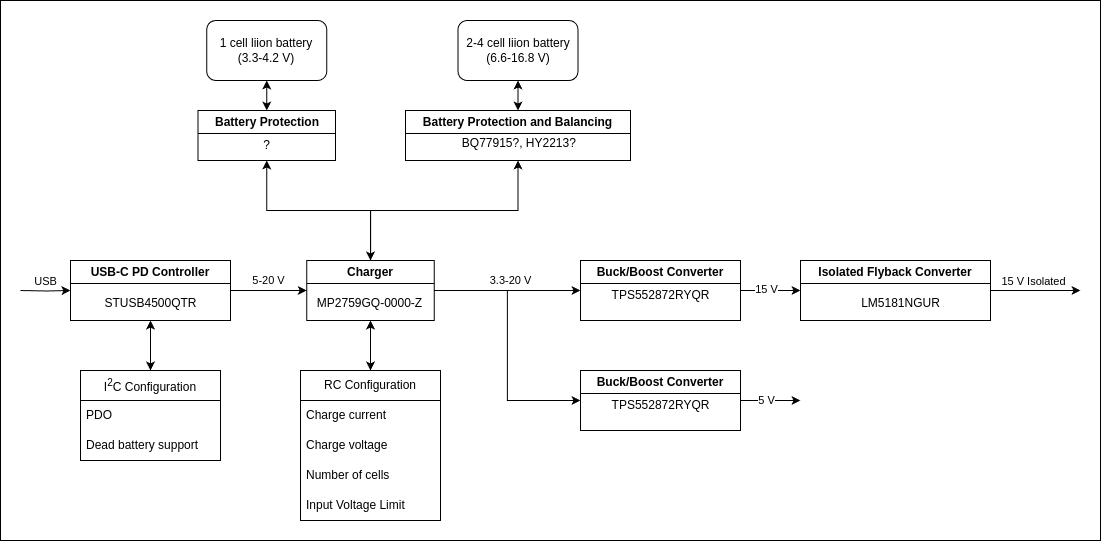 1 cell liion battery
(3.3-4.2 V)
2-4 cell liion battery
(6.6-16.8 V)
Battery Protection
?
Battery Protection and Balancing
BQ77915?, HY2213?
USB
USB-C PD Controller
STUSB4500QTR
5-20 V
Charger
MP2759GQ-0000-Z
3.3-20 V
Buck/Boost Converter
TPS552872RYQR
15 V
Isolated Flyback Converter
LM5181NGUR
15 V Isolated
I2C Configuration
PDO
Dead battery support
RC Configuration
Charge current
Charge voltage
Number of cells
Input Voltage Limit
Buck/Boost Converter
TPS552872RYQR
5 V